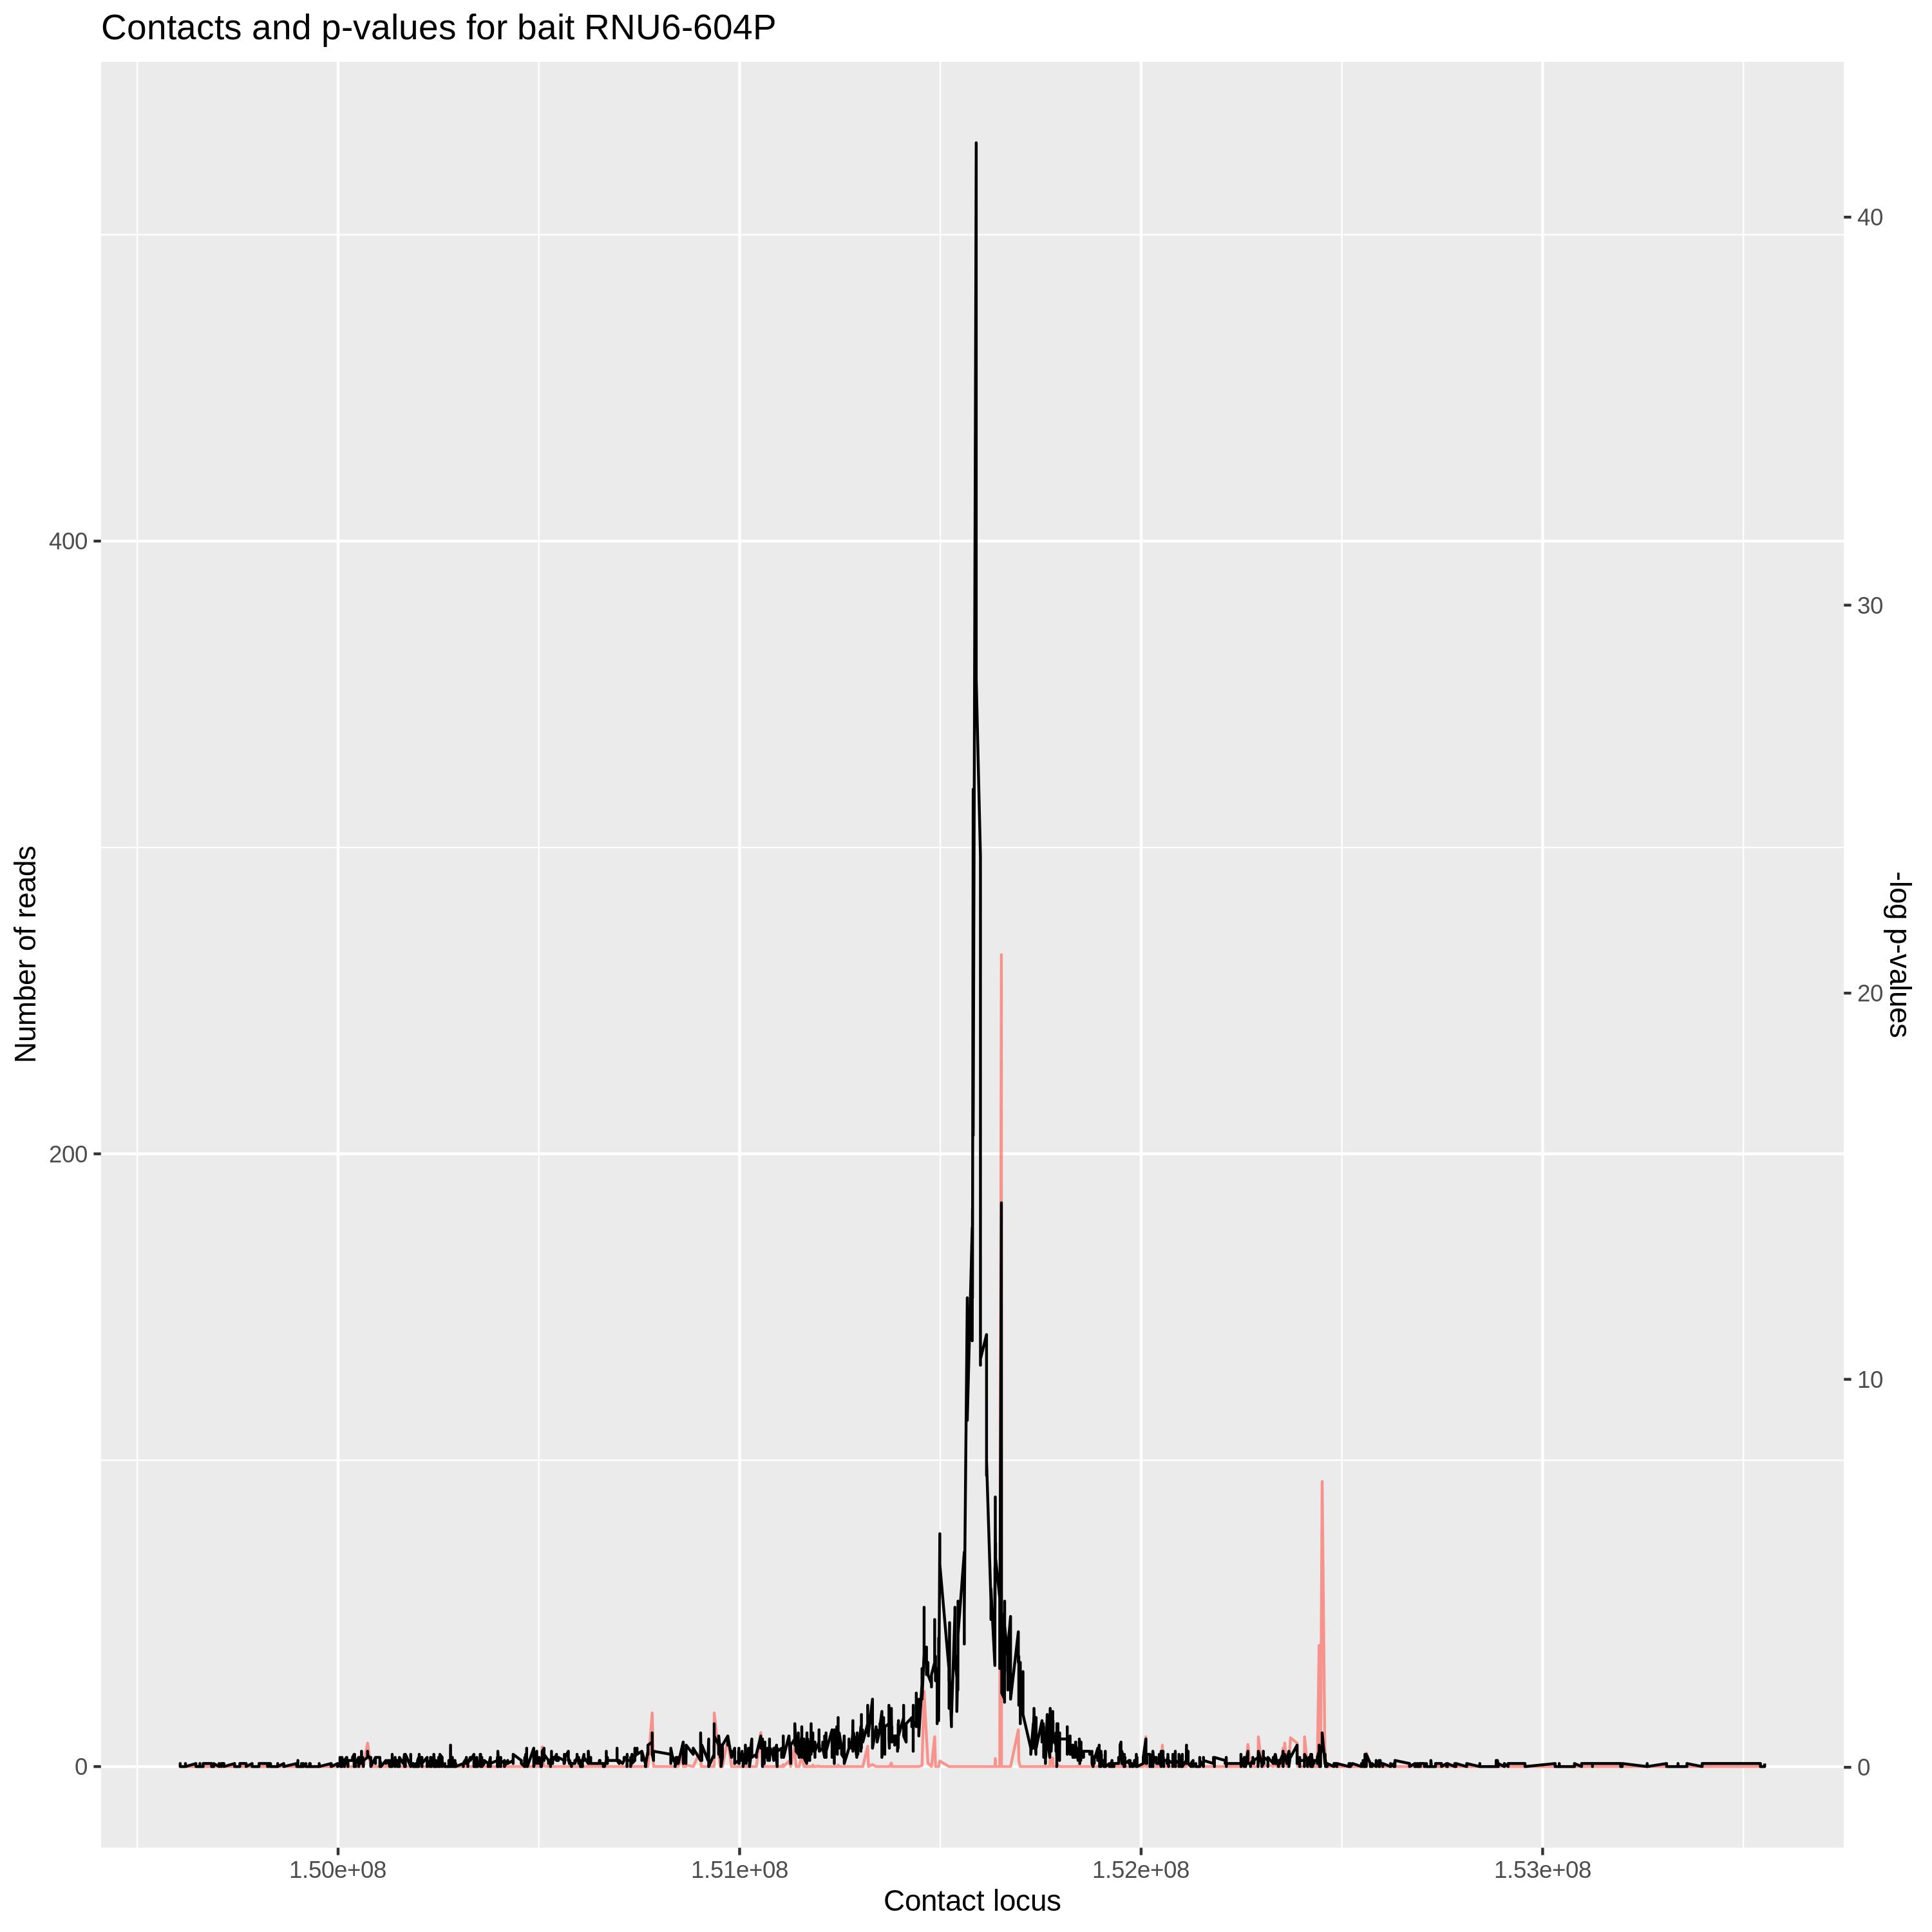 Contacts and p-values for bait RNU6-604P
Number of reads
400
200
0
40
30
20
10
0
-log p-values
1.50e+08
1.51e+08
1.52e+08
1.53e+08
Contact locus